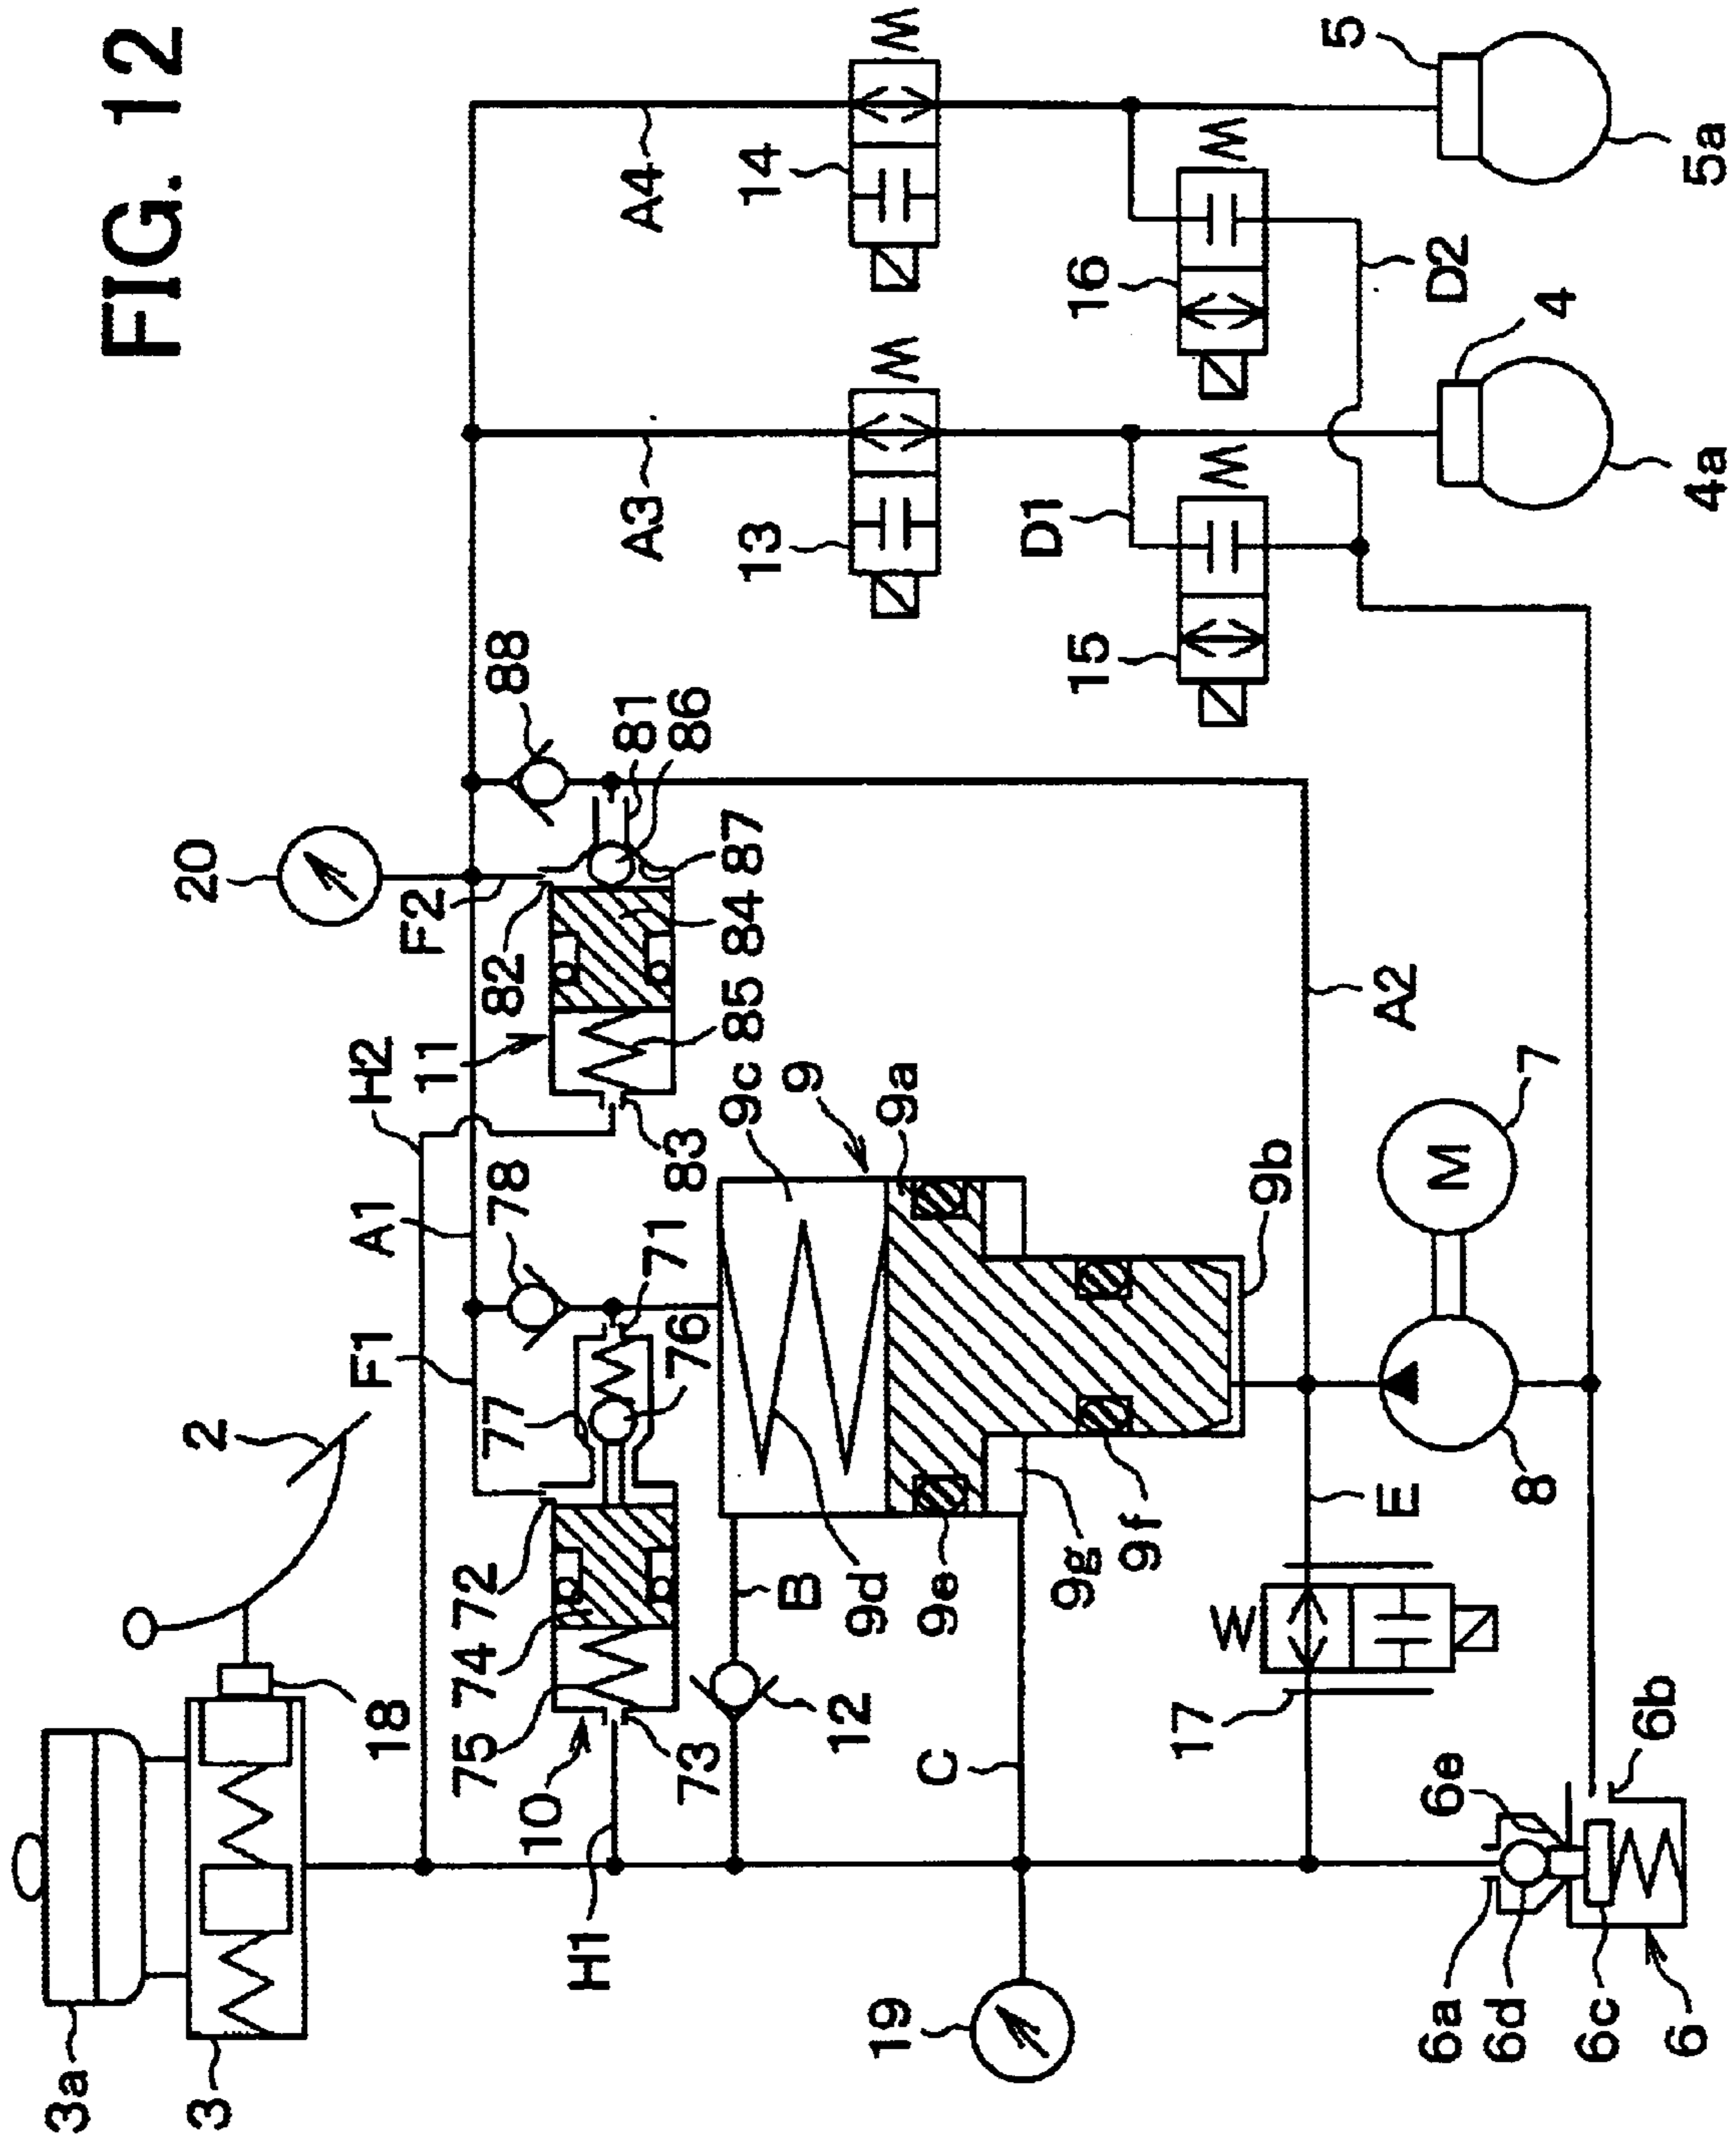 FIG. 12
3a
3
18
2
F1
A1
H2
11
F2
82
20
88
81
86
87
84
85
83
78
71
76
77
72
74
75
10
73
H1
12
B
C
19
9c
9
9a
9d
9e
9g
9f
9b
A2
7
M
8
E
W
17
6e
6b
6a
6d
6c
6
A3
A4
13
W
14
W
D1
15
W
16
W
D2
4
4a
5
5a